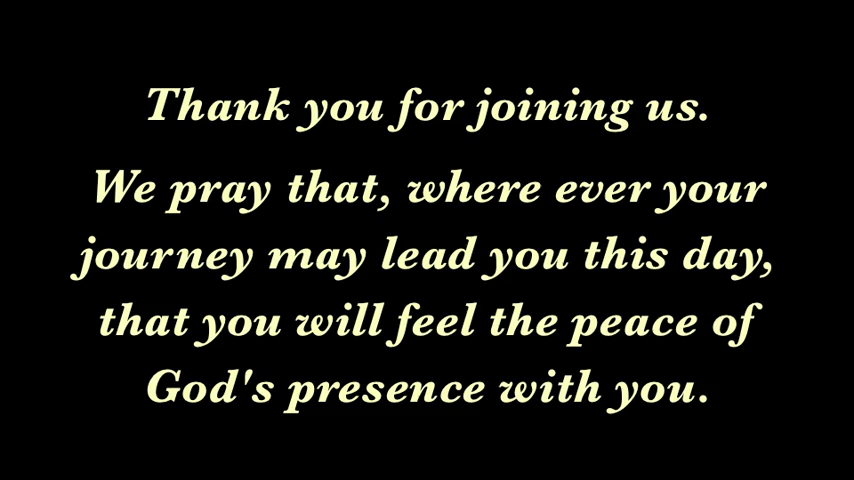 Thank you for joining us.
We pray that, where ever your
journey may lead you this day,
that you will feel the peace of
God's presence with you.